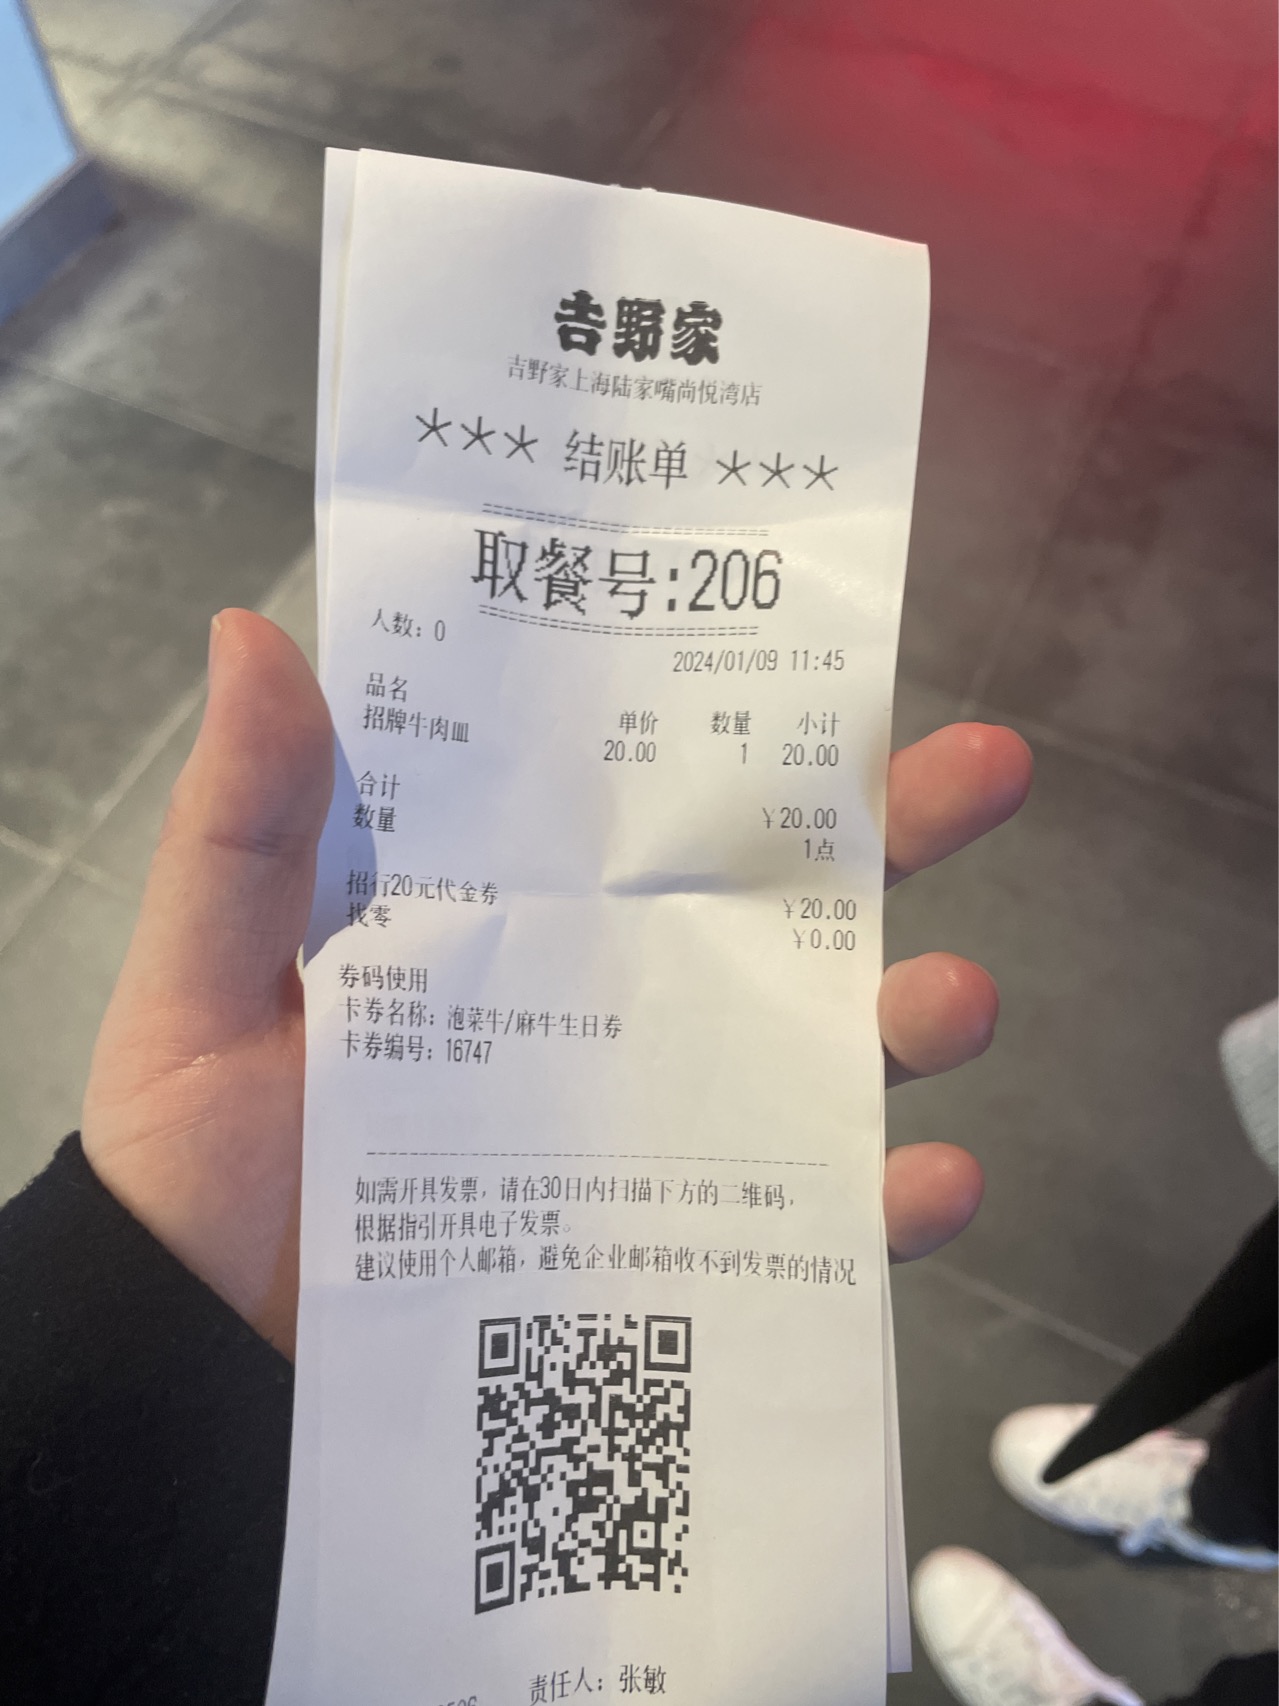 吉野家
吉野家上海陆家嘴尚悦湾店
*** 结账单 ***
取餐号:206
人数: 0
2024/01/09 11:45
品名 单价 数量 小计
招牌牛肉皿 20.00 1 20.00
合计 ¥20.00
数量 1点
招行20元代金券 ¥20.00
找零 ¥0.00
券码使用
卡券名称: 泡菜牛/麻牛生日券
卡券编号: 16747
如需开具发票, 请在30日内扫描下方的二维码,
根据指引开具电子发票。
建议使用个人邮箱, 避免企业邮箱收不到发票的情况
责任人: 张敏